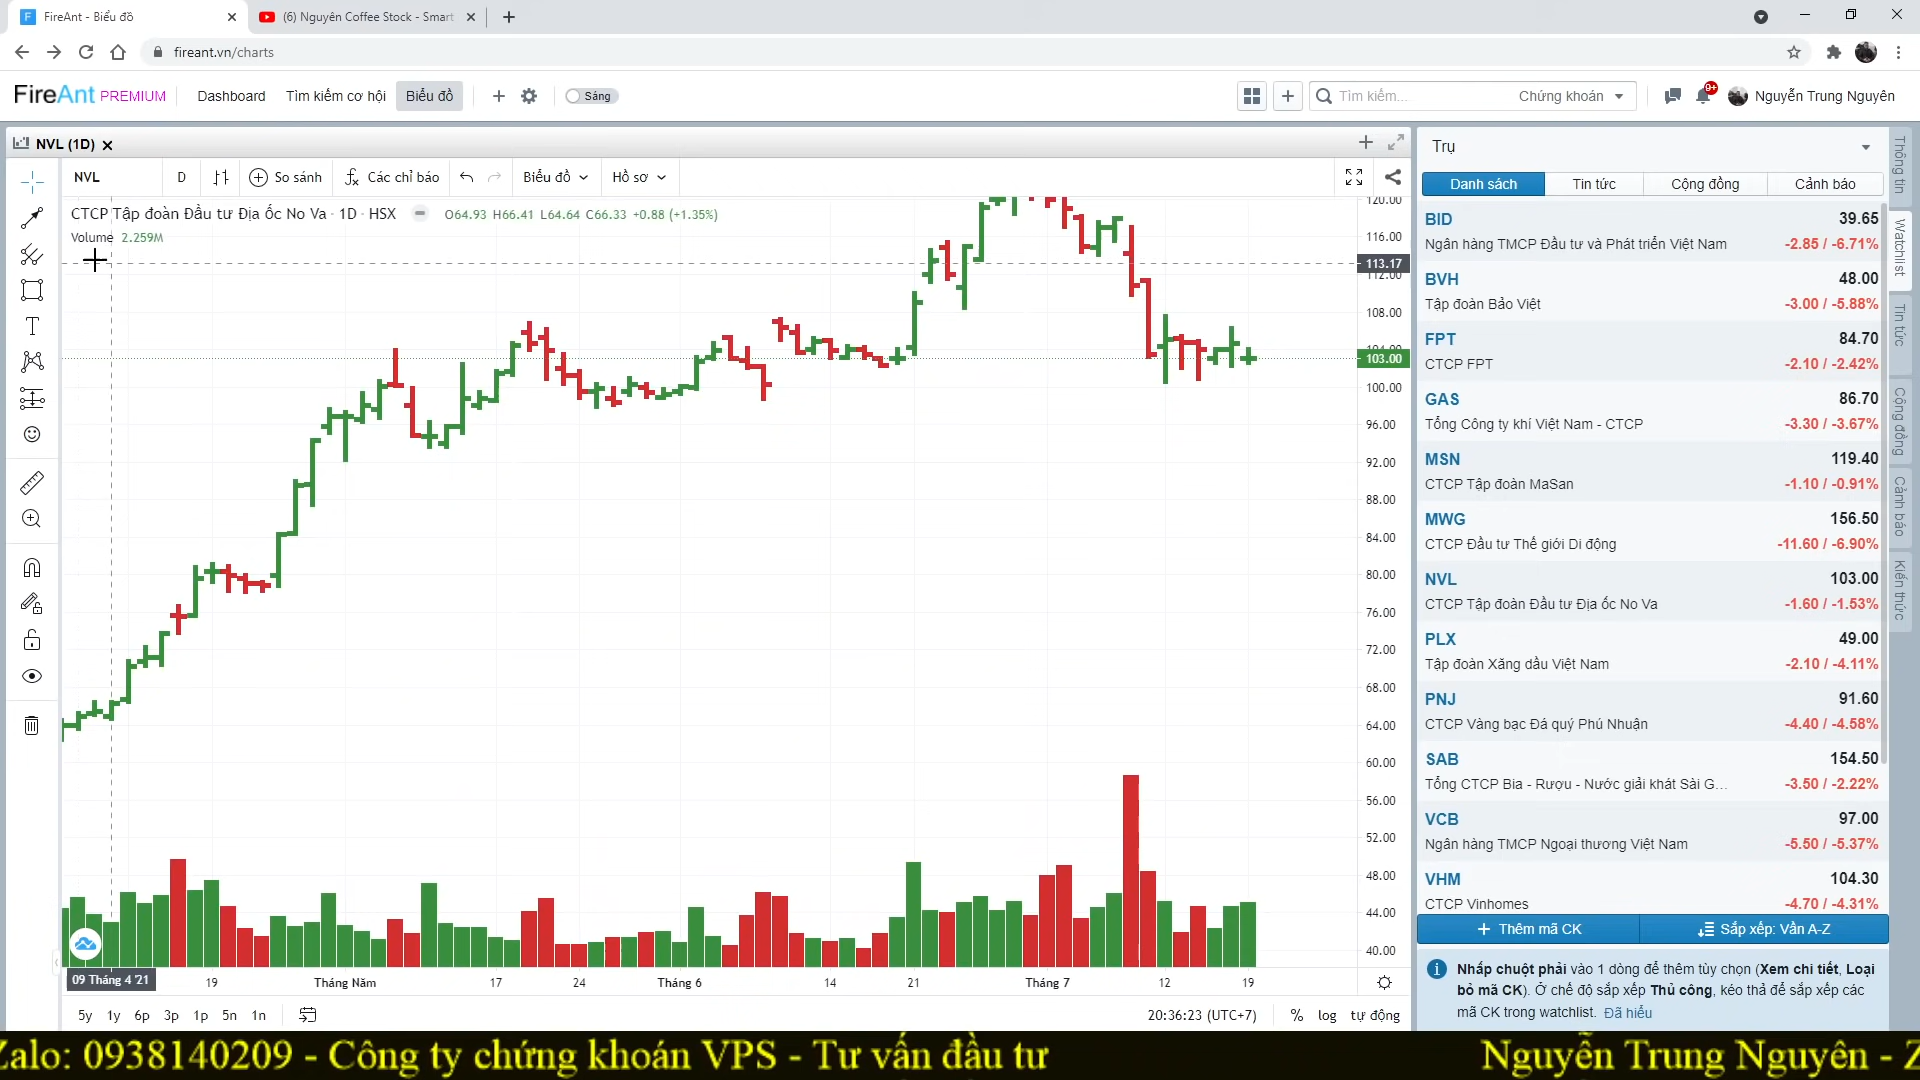 FireAnt - Biểu đồ
(6) Nguyên Coffee Stock - Smart
fireant.vn/charts
FireAnt PREMIUM
Dashboard
Tìm kiếm cơ hội
Biểu đồ
Sáng
Tìm kiếm...
Chứng khoán
9+
Nguyễn Trung Nguyên
NVL (1D)
NVL
D
So sánh
Các chỉ báo
Biểu đồ
Hồ sơ
CTCP Tập đoàn Đầu tư Địa ốc No Va · 1D · HSX
O64.93 H66.41 L64.64 C66.33 +0.88 (+1.35%)
Volume 2.259M
120.00
116.00
113.17
112.00
108.00
104.00
103.00
100.00
96.00
92.00
88.00
84.00
80.00
76.00
72.00
68.00
64.00
60.00
56.00
52.00
48.00
44.00
40.00
09 Tháng 4 '21
19
Tháng Năm
17
24
Tháng 6
14
21
Tháng 7
12
19
5y 1y 6p 3p 1p 5n 1n
20:36:23 (UTC+7)
% log tự động
Trụ
Danh sách
Tin tức
Cộng đồng
Cảnh báo
BID 39.65
Ngân hàng TMCP Đầu tư và Phát triển Việt Nam -2.85 / -6.71%
BVH 48.00
Tập đoàn Bảo Việt -3.00 / -5.88%
FPT 84.70
CTCP FPT -2.10 / -2.42%
GAS 86.70
Tổng Công ty khí Việt Nam - CTCP -3.30 / -3.67%
MSN 119.40
CTCP Tập đoàn MaSan -1.10 / -0.91%
MWG 156.50
CTCP Đầu tư Thế giới Di động -11.60 / -6.90%
NVL 103.00
CTCP Tập đoàn Đầu tư Địa ốc No Va -1.60 / -1.53%
PLX 49.00
Tập đoàn Xăng dầu Việt Nam -2.10 / -4.11%
PNJ 91.60
CTCP Vàng bạc Đá quý Phú Nhuận -4.40 / -4.58%
SAB 154.50
Tổng CTCP Bia - Rượu - Nước giải khát Sài G... -3.50 / -2.22%
VCB 97.00
Ngân hàng TMCP Ngoại thương Việt Nam -5.50 / -5.37%
VHM 104.30
CTCP Vinhomes -4.70 / -4.31%
Thêm mã CK
Sắp xếp: Vần A-Z
Nhấp chuột phải vào 1 dòng để thêm tùy chọn (Xem chi tiết, Loại
bỏ mã CK). Ở chế độ sắp xếp Thủ công, kéo thả để sắp xếp các
mã CK trong watchlist. Đã hiểu
Thông tin
Watchlist
Tin tức
Cộng đồng
Cảnh báo
Kiến thức
Zalo: 0938140209 - Công ty chứng khoán VPS - Tư vấn đầu tư
Nguyễn Trung Nguyên - Z